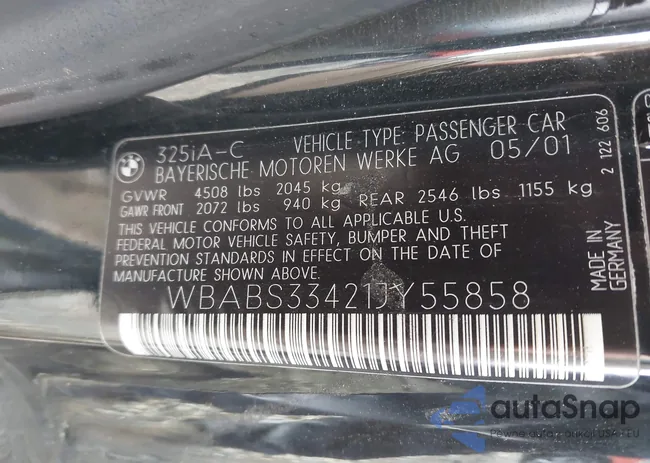 325iA-C VEHICLE TYPE: PASSENGER CAR
BAYERISCHE MOTOREN WERKE AG 05/01
GVWR 4508 lbs 2045 kg
GAWR FRONT 2072 lbs 940 kg REAR 2546 lbs 1155 kg
THIS VEHICLE CONFORMS TO ALL APPLICABLE U.S.
FEDERAL MOTOR VEHICLE SAFETY, BUMPER AND THEFT
PREVENTION STANDARDS IN EFFECT ON THE DATE OF
MANUFACTURE SHOWN ABOVE.
WBABS33421JY55858
MADE IN
GERMANY
2 122 606
BMW
autaSnap